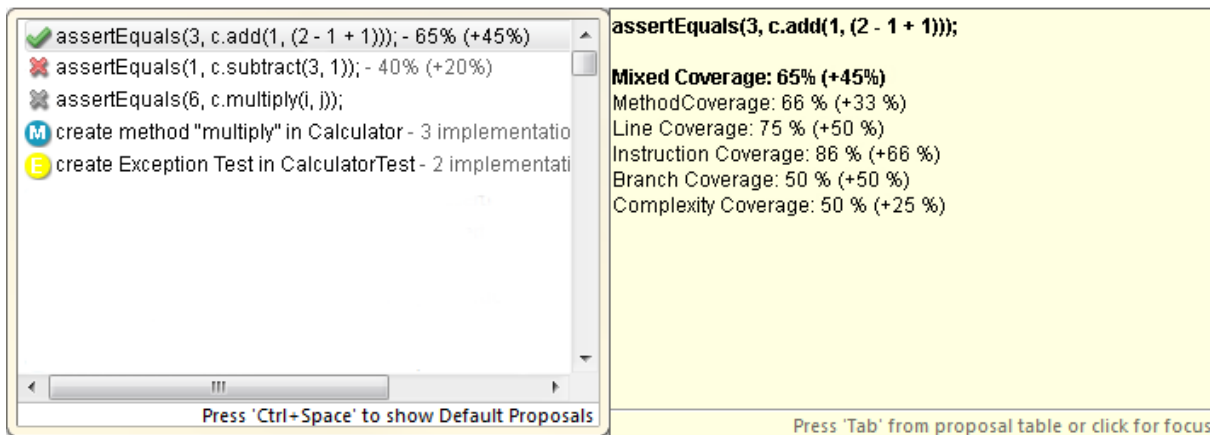 assertEquals(3, c.add(1, (2 - 1 + 1))); - 65% (+45%)
assertEquals(1, c.subtract(3, 1)); - 40% (+20%)
assertEquals(6, c.multiply(i, j));
M create method "multiply" in Calculator - 3 implementatio
E create Exception Test in CalculatorTest - 2 implementati
Press 'Ctrl+Space' to show Default Proposals
assertEquals(3, c.add(1, (2 - 1 + 1)));
Mixed Coverage: 65% (+45%)
MethodCoverage: 66 % (+33 %)
Line Coverage: 75 % (+50 %)
Instruction Coverage: 86 % (+66 %)
Branch Coverage: 50 % (+50 %)
Complexity Coverage: 50 % (+25 %)
Press 'Tab' from proposal table or click for focus